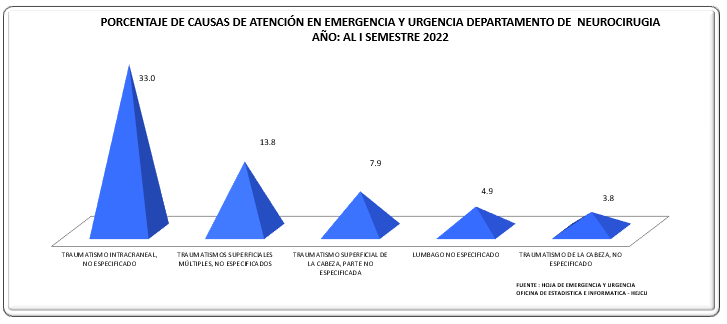 PORCENTAJE DE CAUSAS DE ATENCIÓN EN EMERGENCIA Y URGENCIA DEPARTAMENTO DE NEUROCIRUGIA
AÑO: AL I SEMESTRE 2022
33.0
13.8
7.9
4.9
3.8
TRAUMATISMO INTRACRANEAL,
NO ESPECIFICADO
TRAUMATISMOS SUPERFICIALES
MÚLTIPLES, NO ESPECIFICADOS
TRAUMATISMO SUPERFICIAL DE
LA CABEZA, PARTE NO
ESPECIFICADA
LUMBAGO NO ESPECIFICADO
TRAUMATISMO DE LA CABEZA, NO
ESPECIFICADO
FUENTE : HOJA DE EMERGENCIA Y URGENCIA
OFICINA DE ESTADISTICA E INFORMATICA - HEJCU